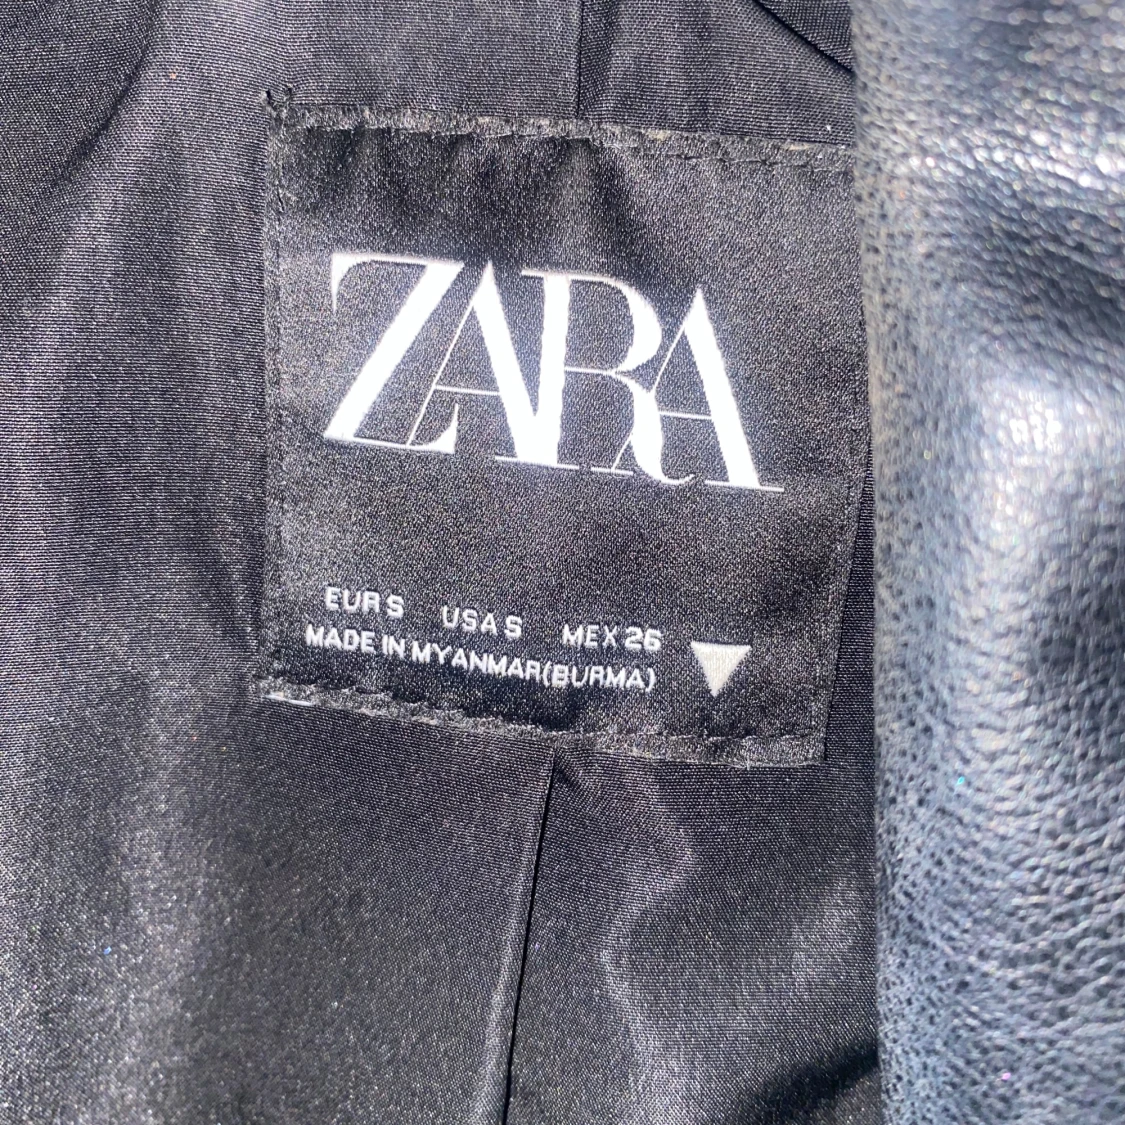 ZARA
EUR S USA S MEX 26
MADE IN MYANMAR(BURMA)